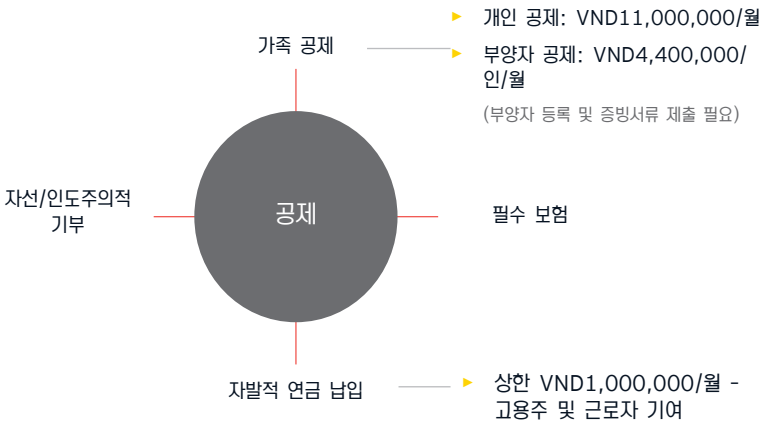 가족 공제
► 개인 공제: VND11,000,000/월
► 부양자 공제: VND4,400,000/
인/월
(부양자 등록 및 증빙서류 제출 필요)
자선/인도주의적
기부
공제
필수 보험
자발적 연금 납입
► 상한 VND1,000,000/월 -
고용주 및 근로자 기여